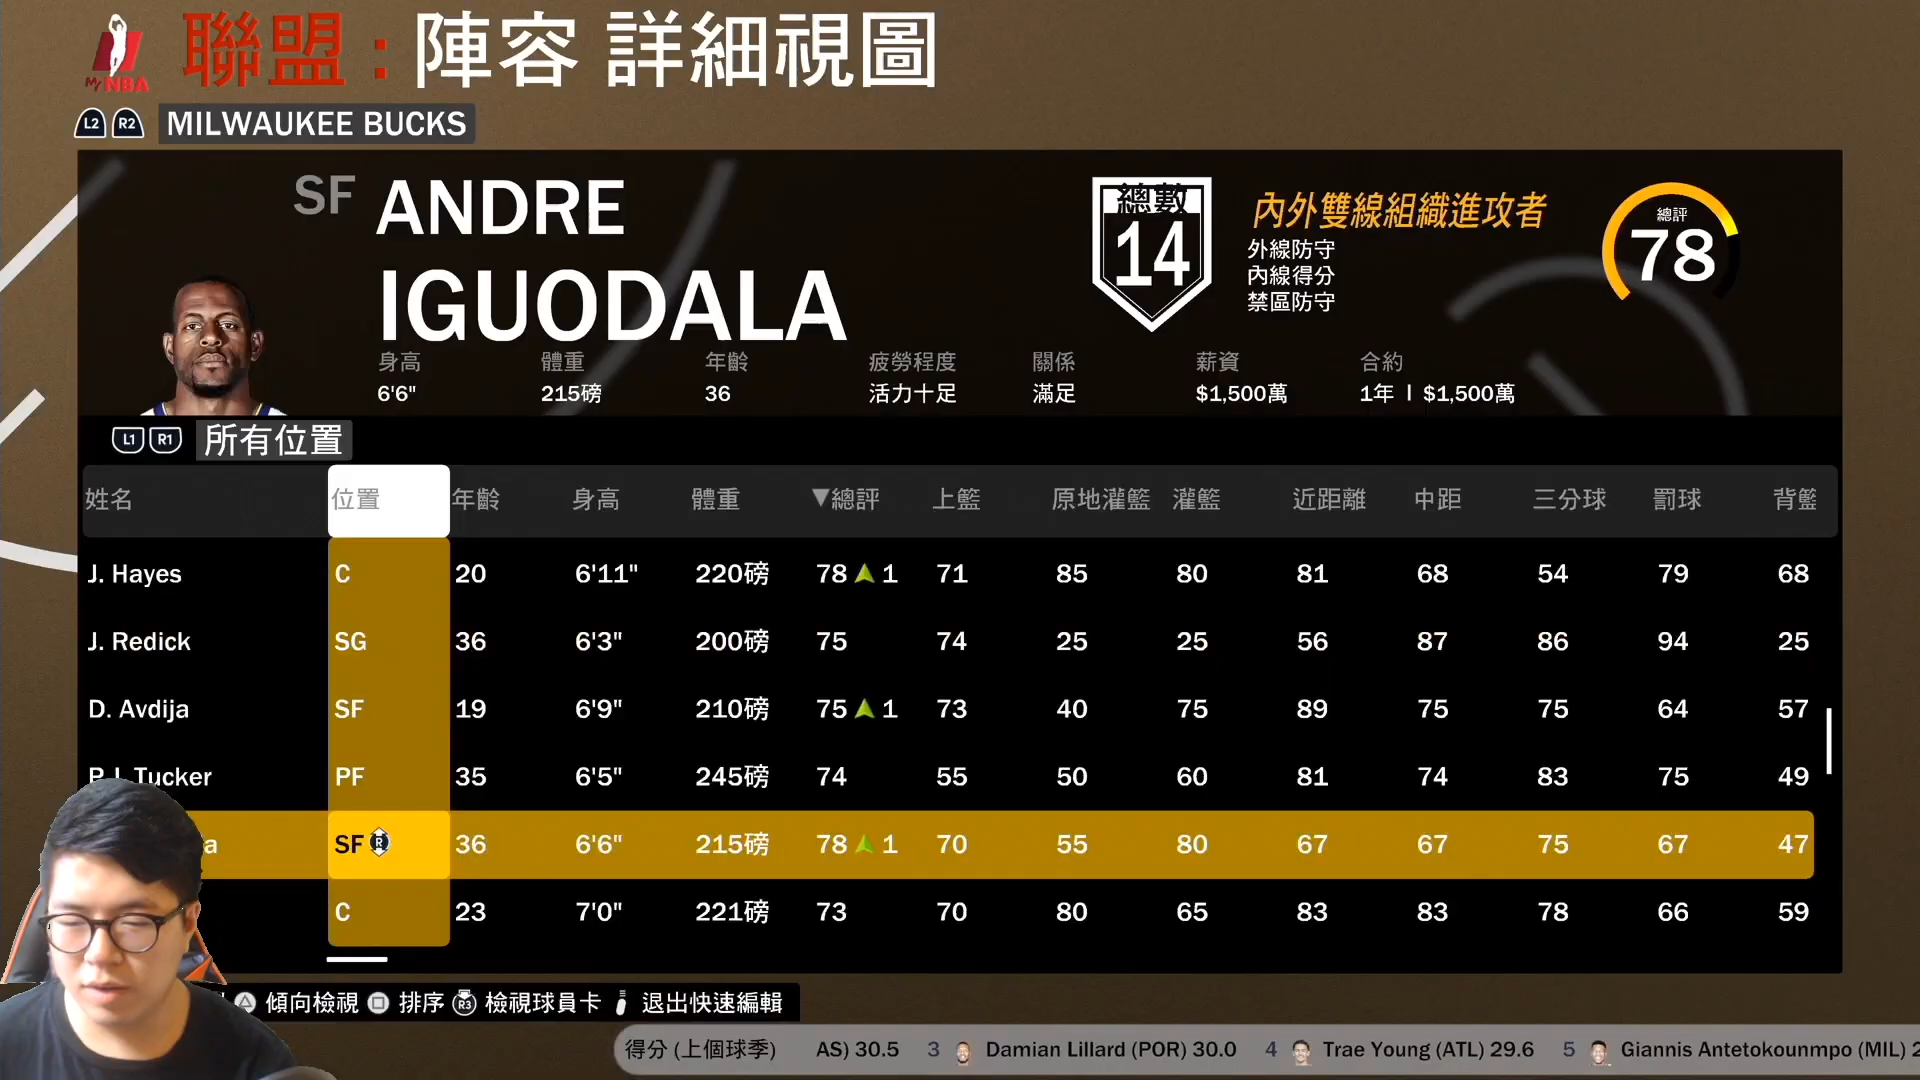 聯盟 : 陣容 詳細視圖
My NBA
L2 R2 MILWAUKEE BUCKS
SF ANDRE
IGUODALA
總數
14
內外雙線組織進攻者
外線防守
內線得分
禁區防守
總評
78
身高 體重 年齡 疲勞程度 關係 薪資 合約
6'6" 215磅 36 活力十足 滿足 $1,500萬 1年 | $1,500萬
L1 R1 所有位置
姓名 位置 年齡 身高 體重 ▼總評 上籃 原地灌籃 灌籃 近距離 中距 三分球 罰球 背籃
J. Hayes C 20 6'11" 220磅 78 ▲ 1 71 85 80 81 68 54 79 68
J. Redick SG 36 6'3" 200磅 75 74 25 25 56 87 86 94 25
D. Avdija SF 19 6'9" 210磅 75 ▲ 1 73 40 75 89 75 75 64 57
P.J. Tucker PF 35 6'5" 245磅 74 55 50 60 81 74 83 75 49
a SF R 36 6'6" 215磅 78 ▲ 1 70 55 80 67 67 75 67 47
C 23 7'0" 221磅 73 70 80 65 83 83 78 66 59
傾向檢視 排序 R3 檢視球員卡 退出快速編輯
得分 (上個球季) AS) 30.5 3 Damian Lillard (POR) 30.0 4 Trae Young (ATL) 29.6 5 Giannis Antetokounmpo (MIL) 2